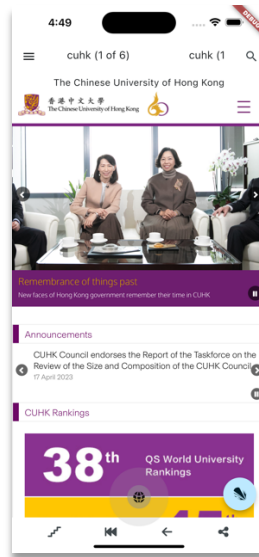 4:49
DEBUG
cuhk (1 of 6)
cuhk (1
The Chinese University of Hong Kong
香港中文大學
The Chinese University of Hong Kong
Remembrance of things past
New faces of Hong Kong government remember their time in CUHK
Announcements
CUHK Council endorses the Report of the Taskforce on the
Review of the Size and Composition of the CUHK Council
17 April 2023
CUHK Rankings
38th
QS World University
Rankings